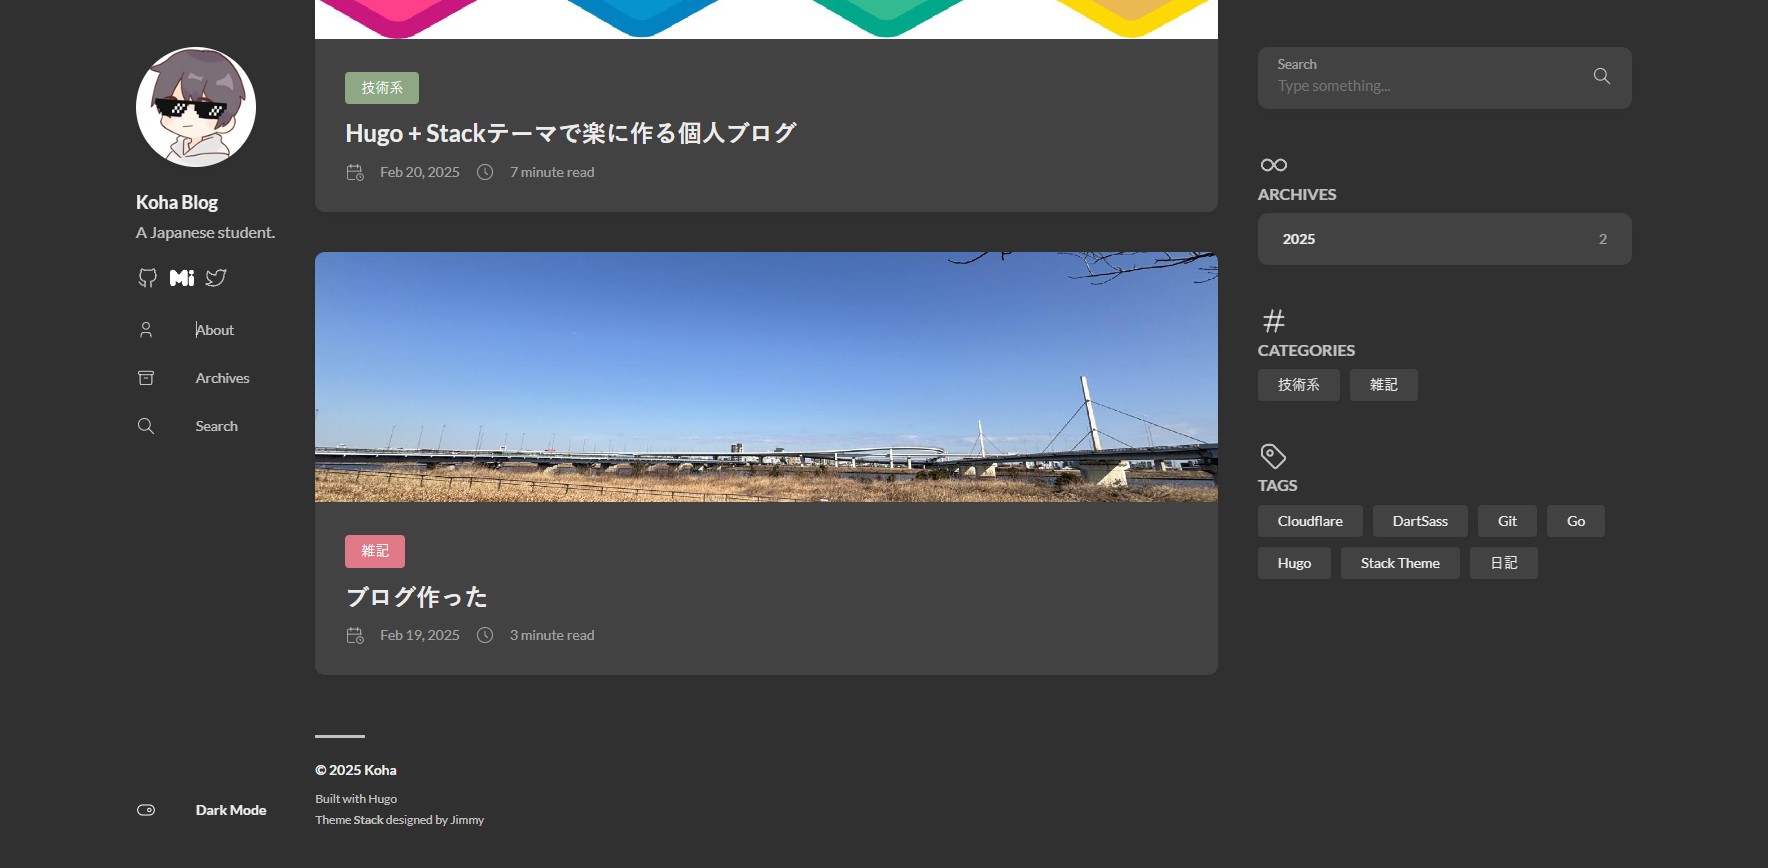 Koha Blog
A Japanese student.
Mi
About
Archives
Search
Dark Mode
技術系
Hugo + Stackテーマで楽に作る個人ブログ
Feb 20, 2025 7 minute read
雑記
ブログ作った
Feb 19, 2025 3 minute read
© 2025 Koha
Built with Hugo
Theme Stack designed by Jimmy
Search
Type something...
ARCHIVES
2025 2
CATEGORIES
技術系 雑記
TAGS
Cloudflare DartSass Git Go
Hugo Stack Theme 日記